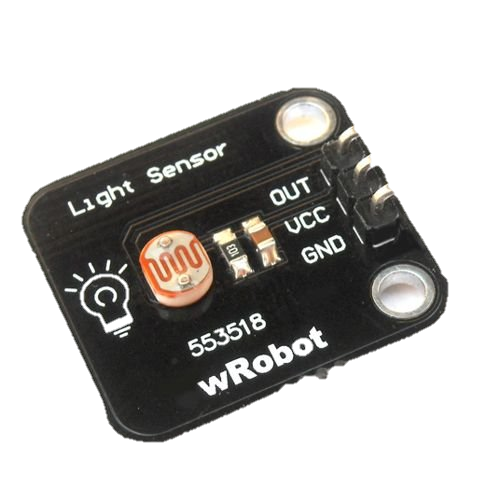 Light Sensor
OUT
VCC
GND
103
553518
wRobot